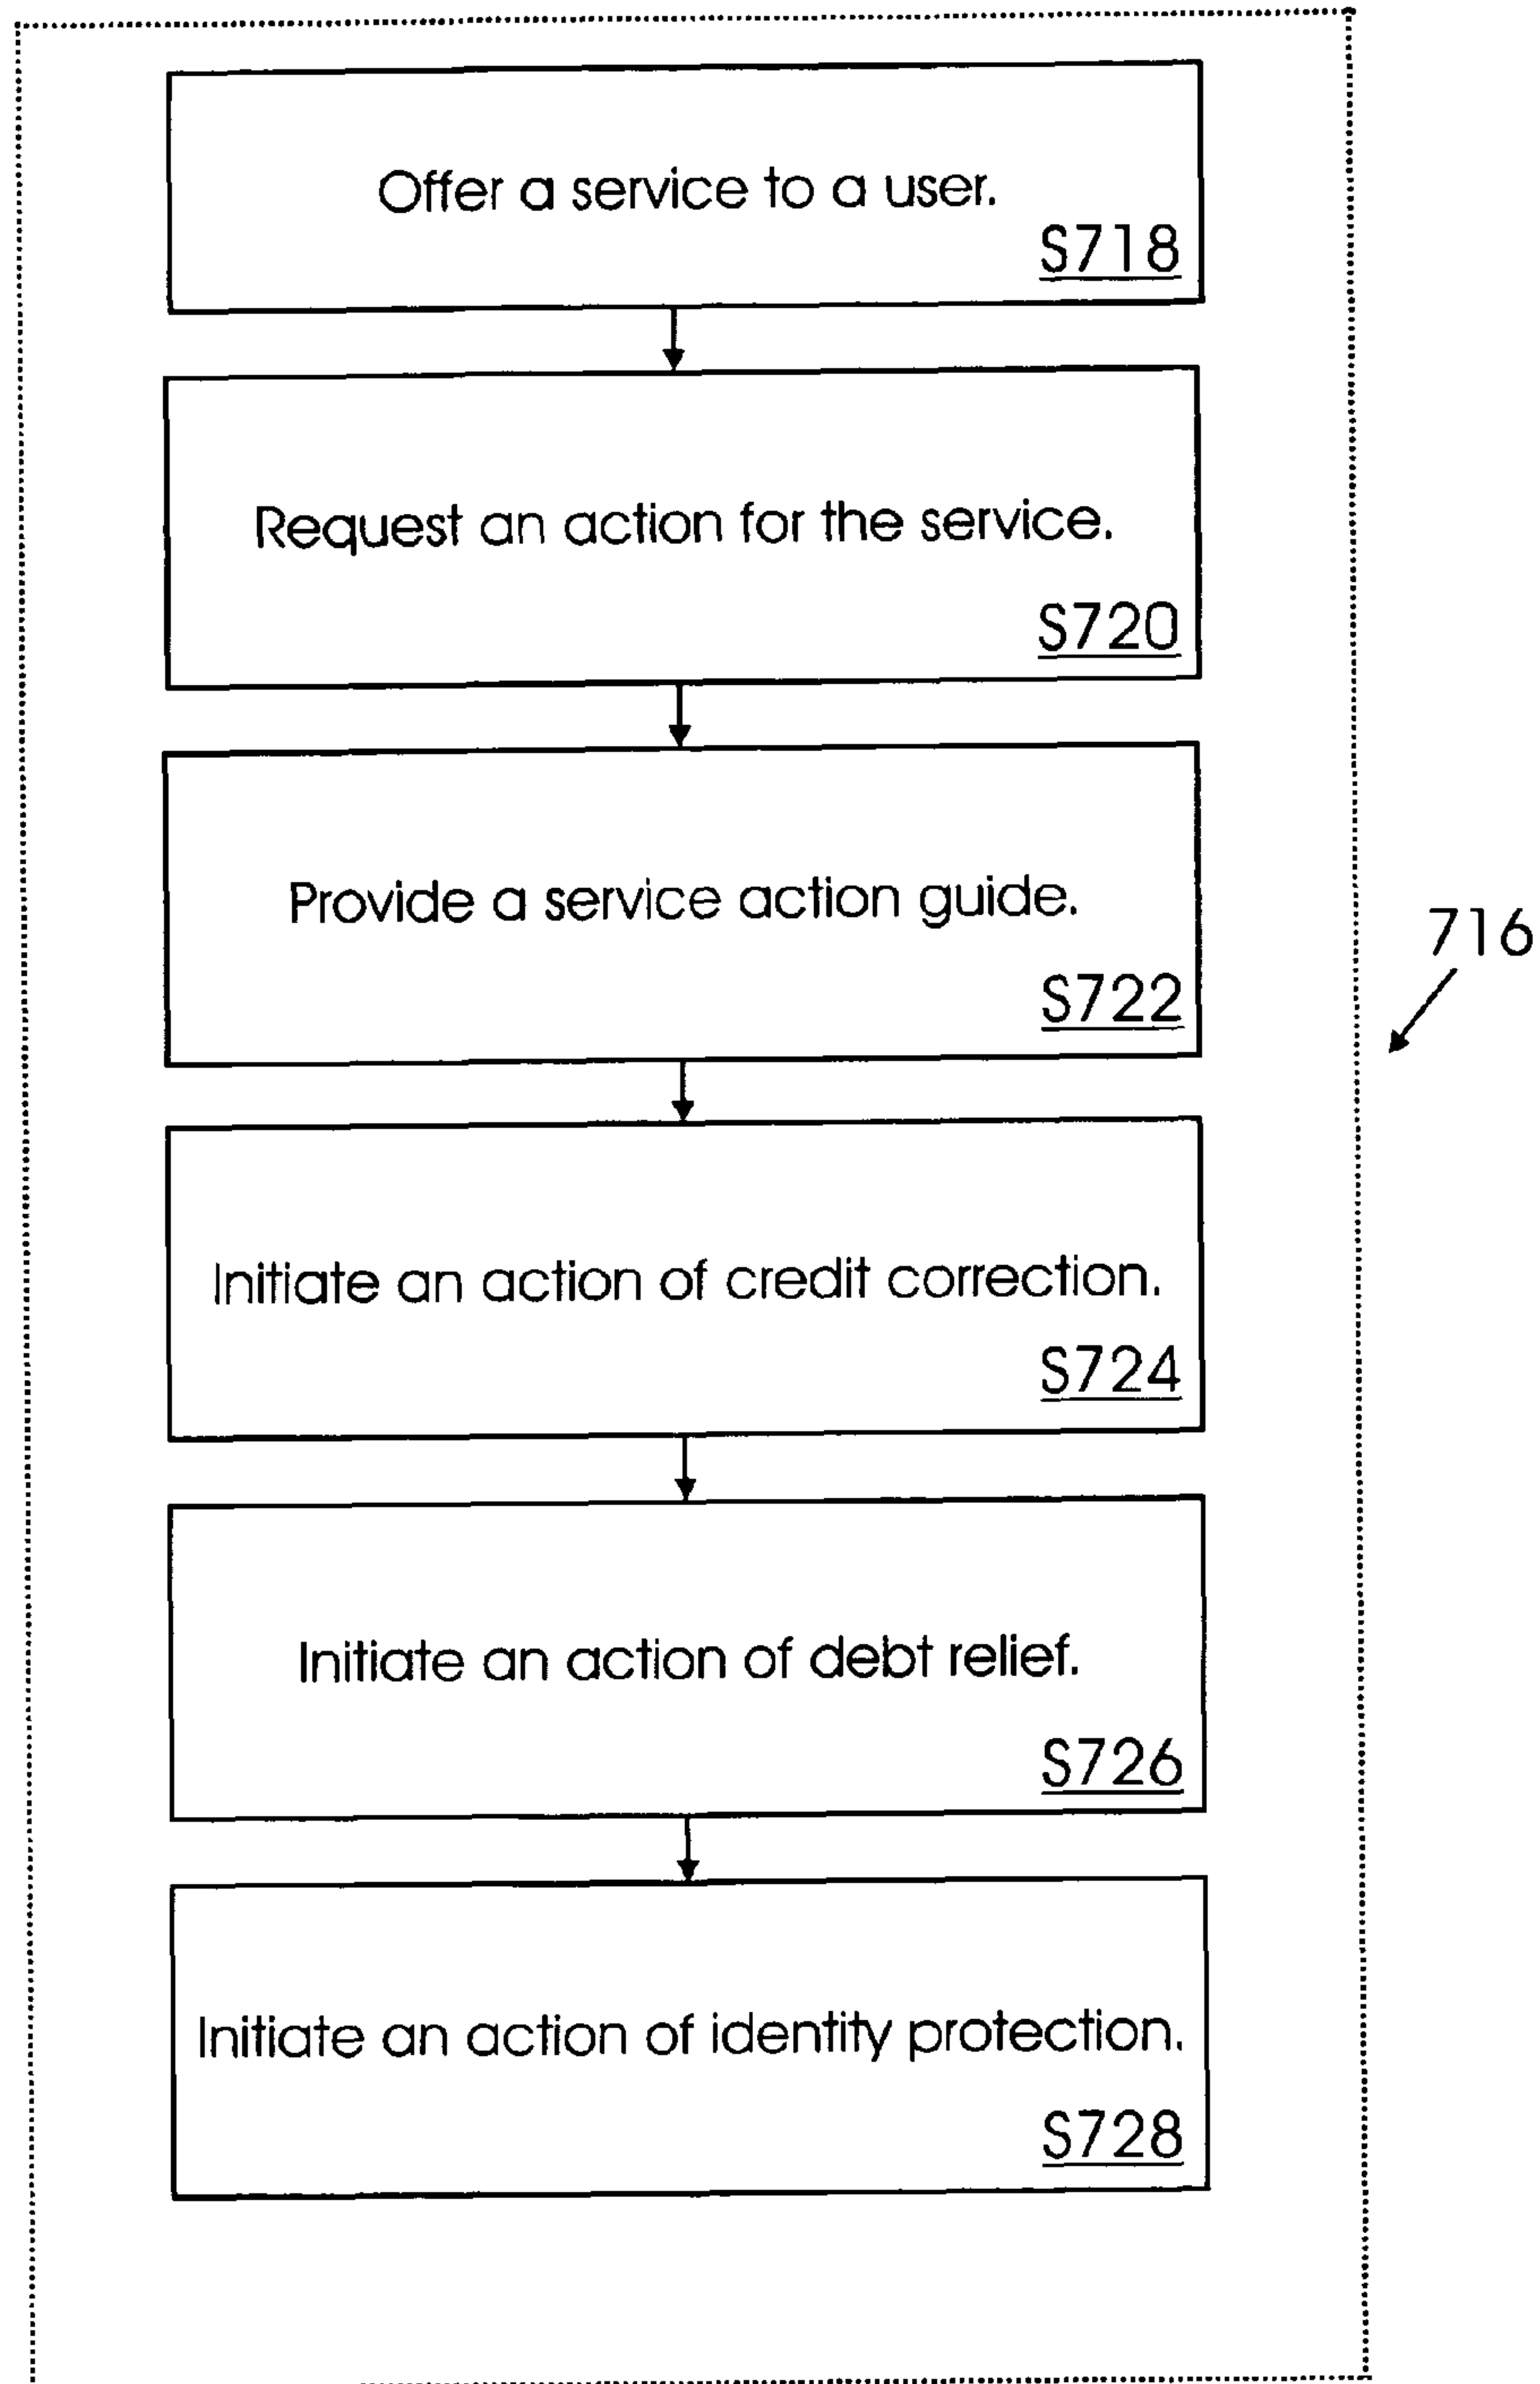 Offer a service to a user.
S718
Request an action for the service.
S720
Provide a service action guide.
S722
716
Initiate an action of credit correction.
S724
Initiate an action of debt relief.
S726
Initiate an action of identity protection.
S728